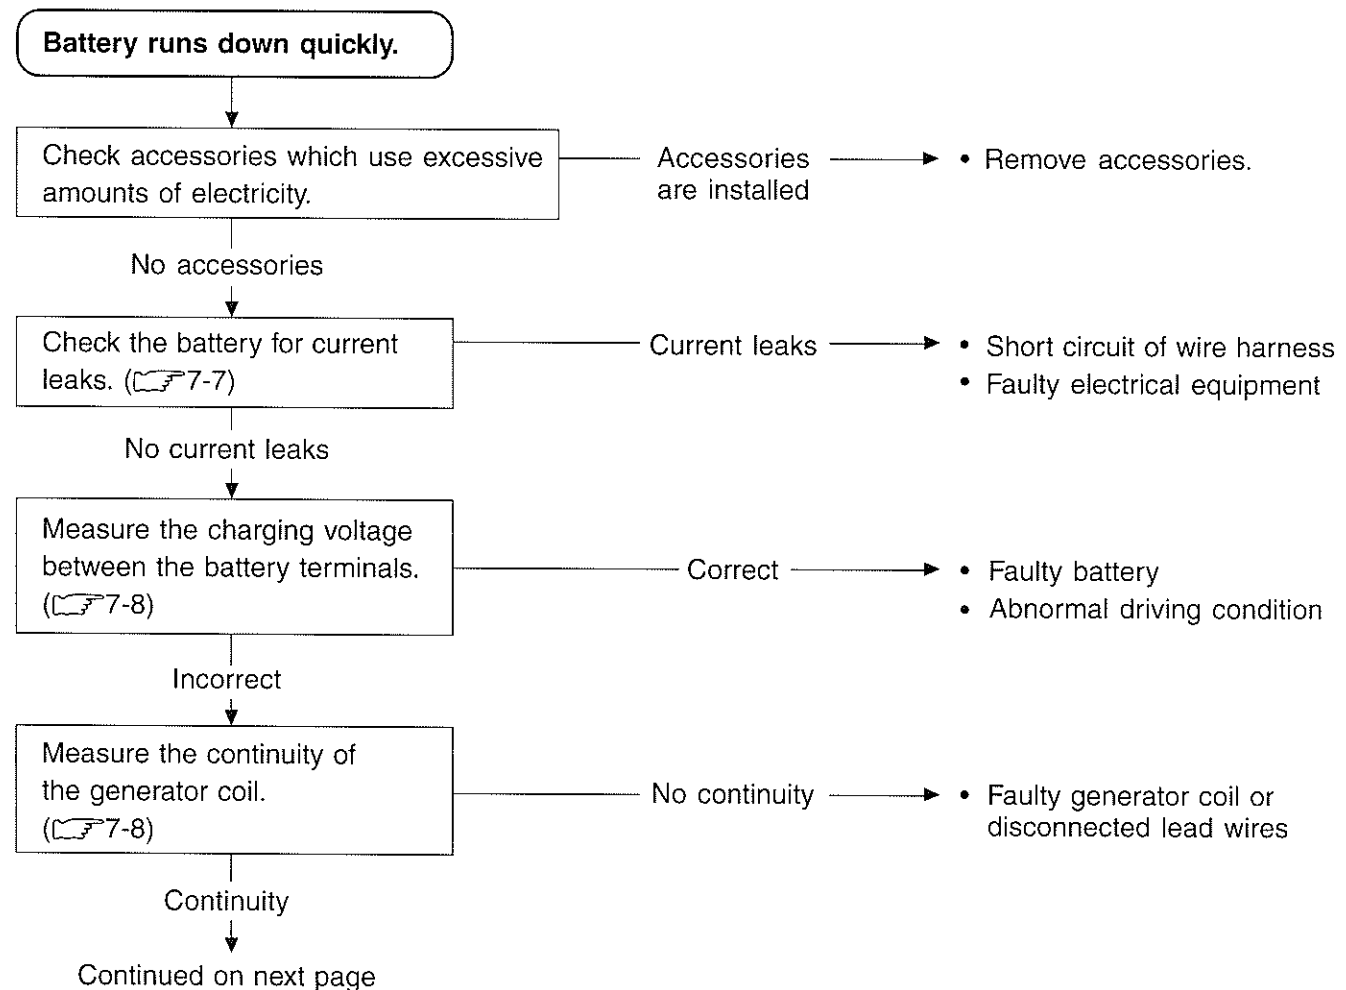 Battery runs down quickly.
Check accessories which use excessive
amounts of electricity.
Accessories
are installed
• Remove accessories.
No accessories
Check the battery for current
leaks. (7-7)
Current leaks
• Short circuit of wire harness
• Faulty electrical equipment
No current leaks
Measure the charging voltage
between the battery terminals.
(7-8)
Correct
• Faulty battery
• Abnormal driving condition
Incorrect
Measure the continuity of
the generator coil.
(7-8)
No continuity
• Faulty generator coil or
disconnected lead wires
Continuity
Continued on next page